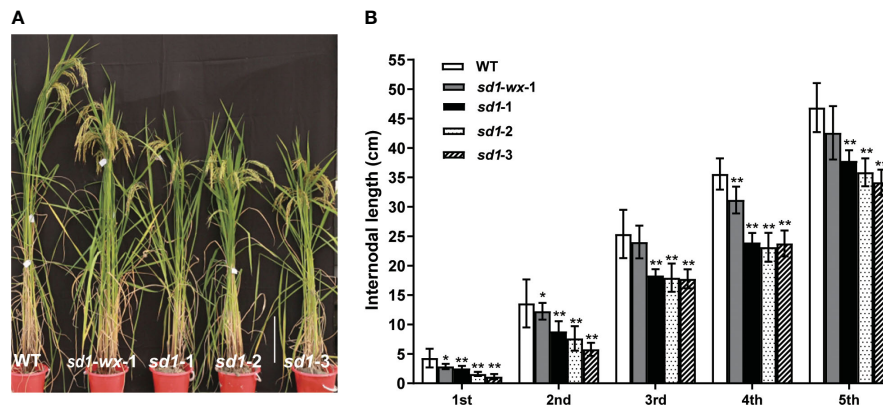 A
WT
sd1-wx-1
sd1-1
sd1-2
sd1-3
B
Internodal length (cm)
55
50
45
40
35
30
25
20
15
10
5
0
WT
sd1-wx-1
sd1-1
sd1-2
sd1-3
* ** ** **
* ** ** **
** ** **
** ** ** **
** ** **
1st 2nd 3rd 4th 5th